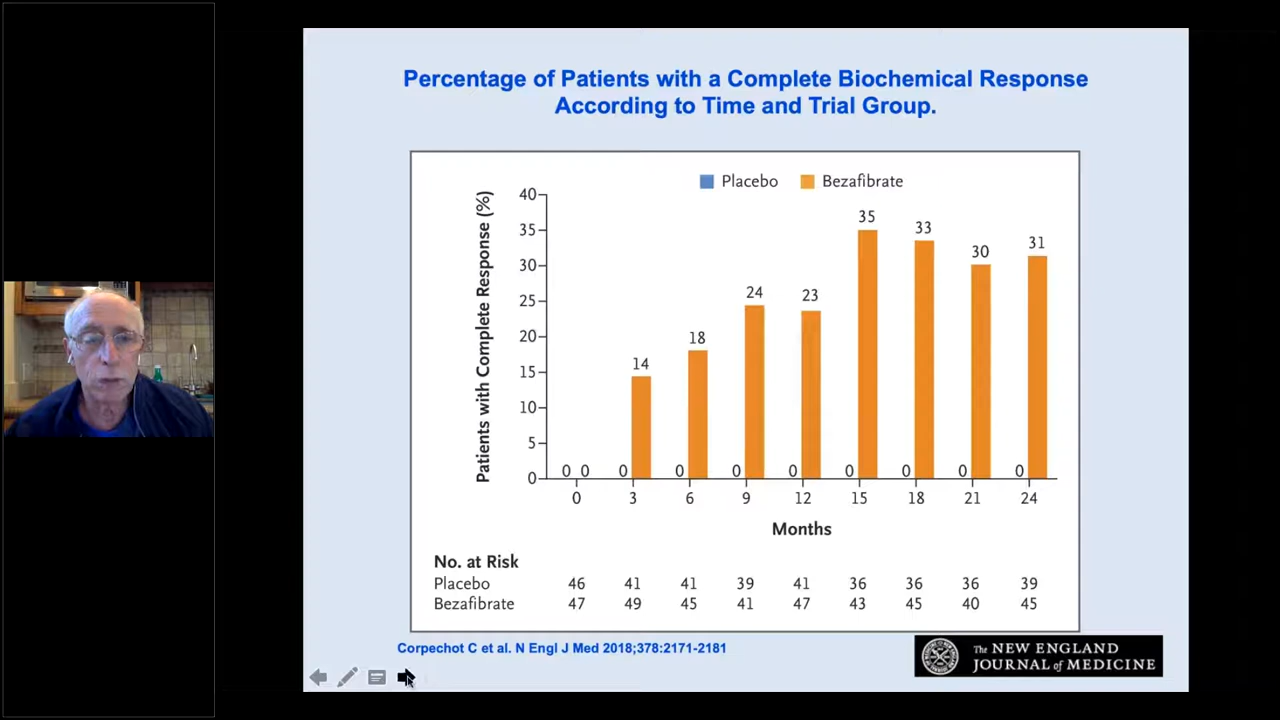 Percentage of Patients with a Complete Biochemical Response
According to Time and Trial Group.
Placebo Bezafibrate
Patients with Complete Response (%)
40
35
30
25
20
15
10
5
0
35
33
31
30
24
23
18
14
0 0 0 0 0 0 0 0 0 0
0 3 6 9 12 15 18 21 24
Months
No. at Risk
Placebo 46 41 41 39 41 36 36 36 39
Bezafibrate 47 49 45 41 47 43 45 40 45
Corpechot C et al. N Engl J Med 2018;378:2171-2181
The NEW ENGLAND
JOURNAL of MEDICINE